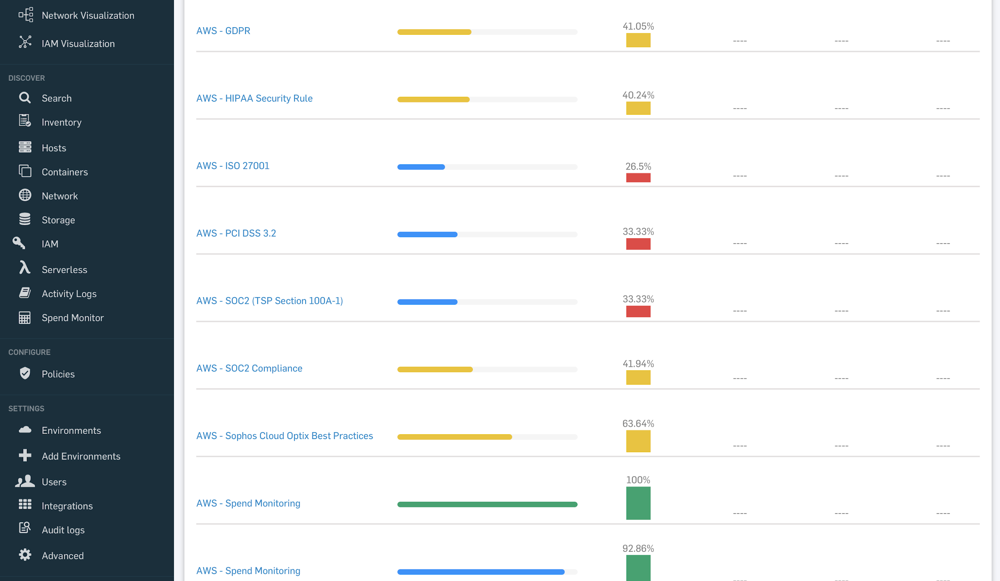 Network Visualization
IAM Visualization
DISCOVER
Search
Inventory
Hosts
Containers
Network
Storage
IAM
Serverless
Activity Logs
Spend Monitor
CONFIGURE
Policies
SETTINGS
Environments
Add Environments
Users
Integrations
Audit logs
Advanced
AWS - GDPR 41.05% ---- ---- ----
AWS - HIPAA Security Rule 40.24% ---- ---- ----
AWS - ISO 27001 26.5% ---- ---- ----
AWS - PCI DSS 3.2 33.33% ---- ---- ----
AWS - SOC2 (TSP Section 100A-1) 33.33% ---- ---- ----
AWS - SOC2 Compliance 41.94% ---- ---- ----
AWS - Sophos Cloud Optix Best Practices 63.64% ---- ---- ----
AWS - Spend Monitoring 100% ---- ---- ----
AWS - Spend Monitoring 92.86% ---- ---- ----